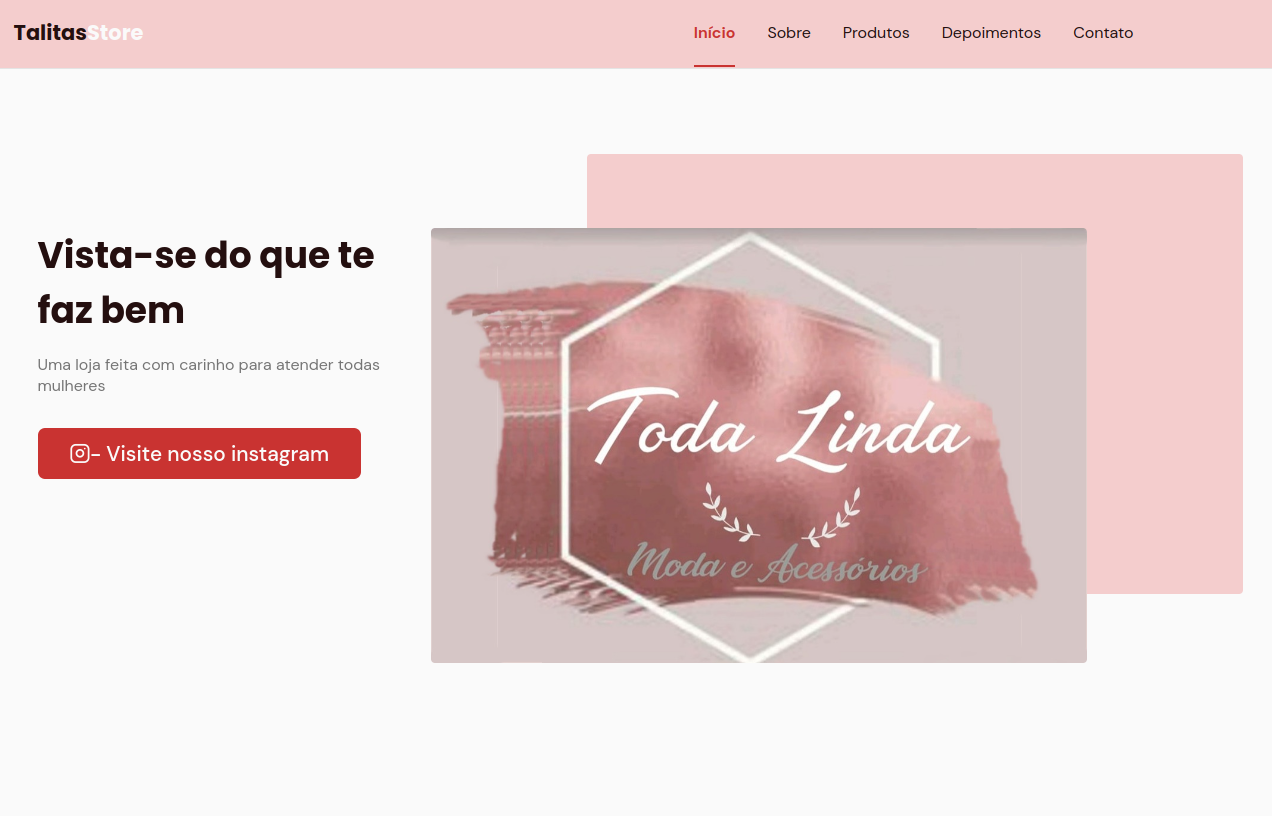 TalitasStore
Início Sobre Produtos Depoimentos Contato
Vista-se do que te
faz bem
Uma loja feita com carinho para atender todas
mulheres
- Visite nosso instagram
Toda Linda
Moda e Acessórios